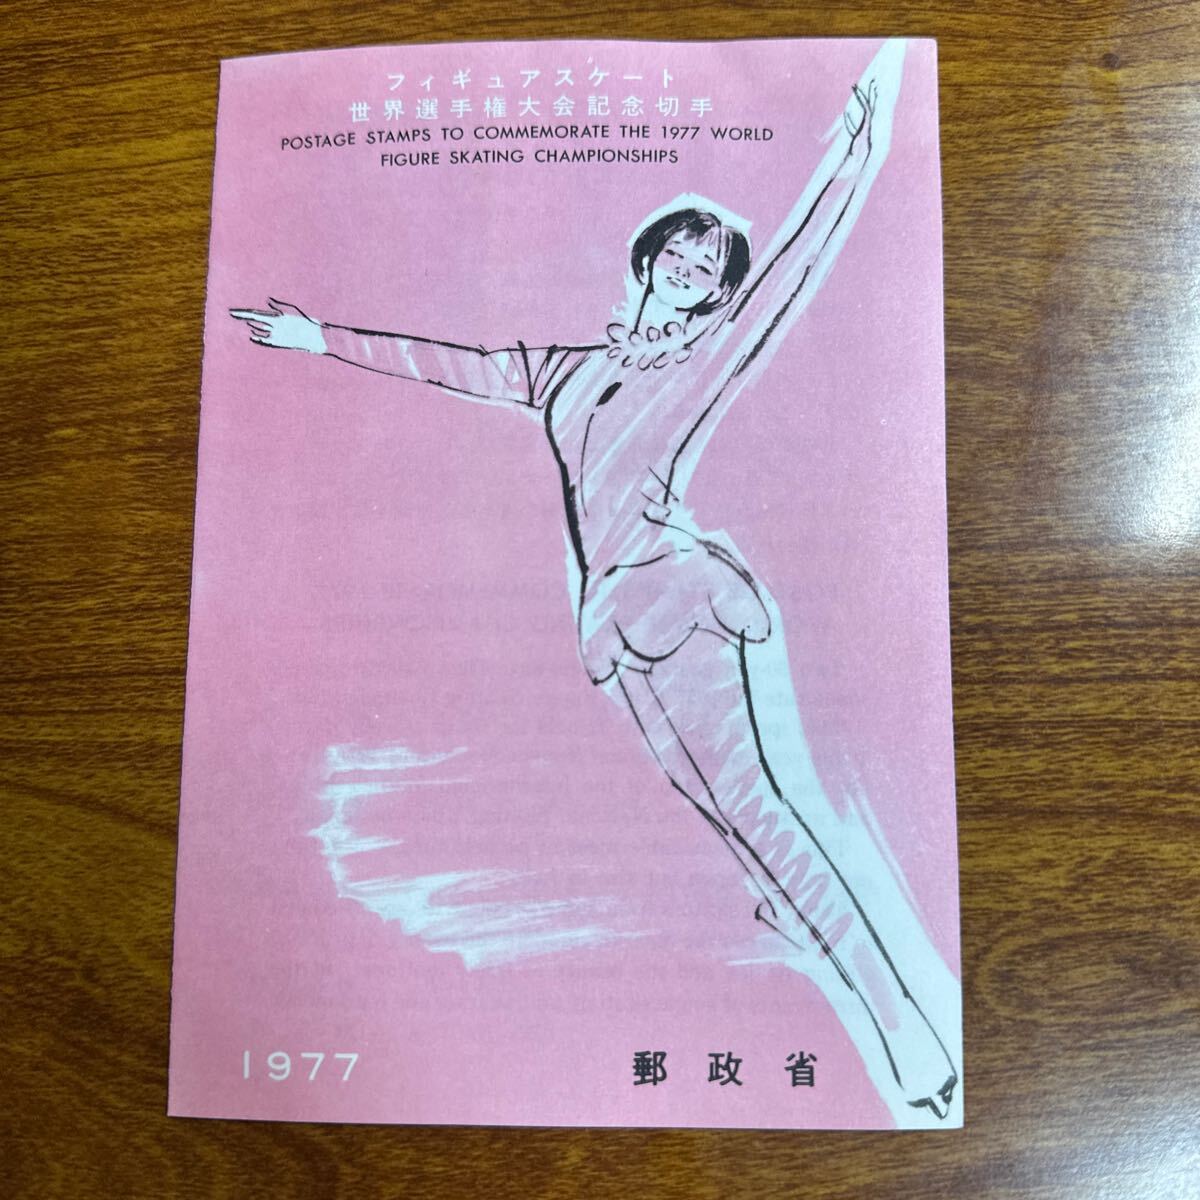 フィギュアスケート
世界選手権大会記念切手
POSTAGE STAMPS TO COMMEMORATE THE 1977 WORLD
FIGURE SKATING CHAMPIONSHIPS
1977
郵政省